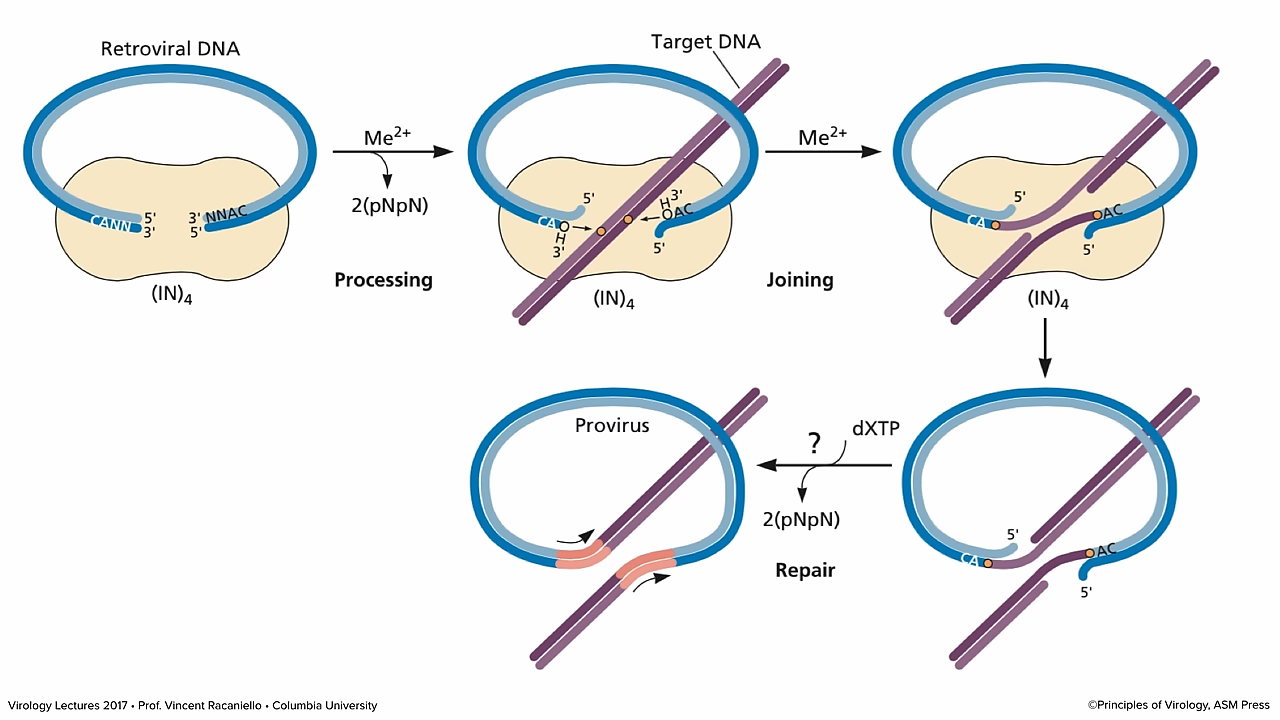 Retroviral DNA
CANN
5'
3'
3'
5'
NNAC
(IN)4
Me2+
2(pNpN)
Processing
Target DNA
5'
CA
O
H
3'
H
3'
O
AC
5'
(IN)4
Me2+
Joining
5'
CA
AC
5'
(IN)4
Provirus
?
dXTP
2(pNpN)
Repair
5'
CA
AC
5'
Virology Lectures 2017 • Prof. Vincent Racaniello • Columbia University
©Principles of Virology, ASM Press